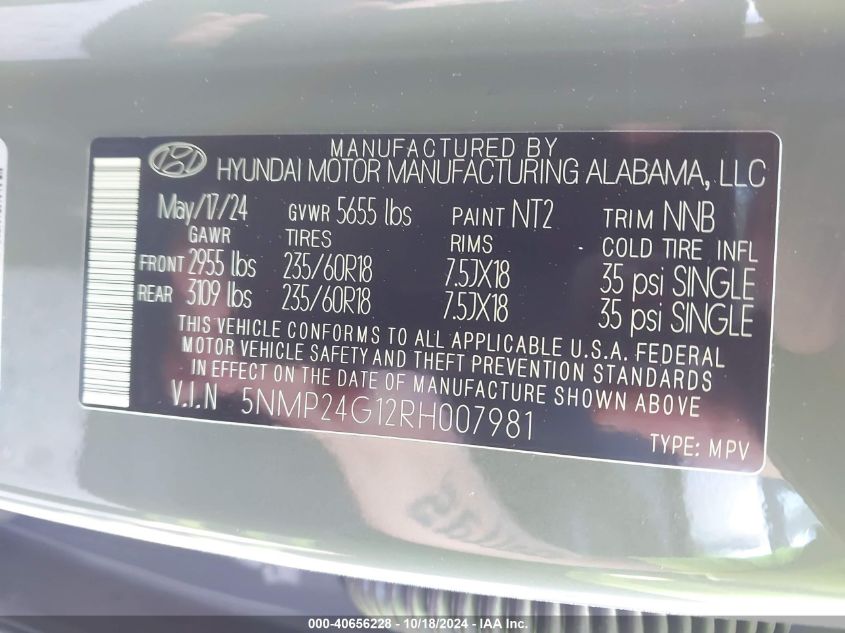 MANUFACTURED BY
HYUNDAI MOTOR MANUFACTURING ALABAMA, LLC
May/17/24 GVWR 5655 lbs PAINT NT2 TRIM NNB
GAWR TIRES RIMS COLD TIRE INFL
FRONT 2955 lbs 235/60R18 7.5JX18 35 psi SINGLE
REAR 3109 lbs 235/60R18 7.5JX18 35 psi SINGLE
THIS VEHICLE CONFORMS TO ALL APPLICABLE U.S.A. FEDERAL
MOTOR VEHICLE SAFETY AND THEFT PREVENTION STANDARDS
IN EFFECT ON THE DATE OF MANUFACTURE SHOWN ABOVE
V.I.N 5NMP24G12RH007981
TYPE: MPV
000-40656228 - 10/18/2024 - IAA Inc.